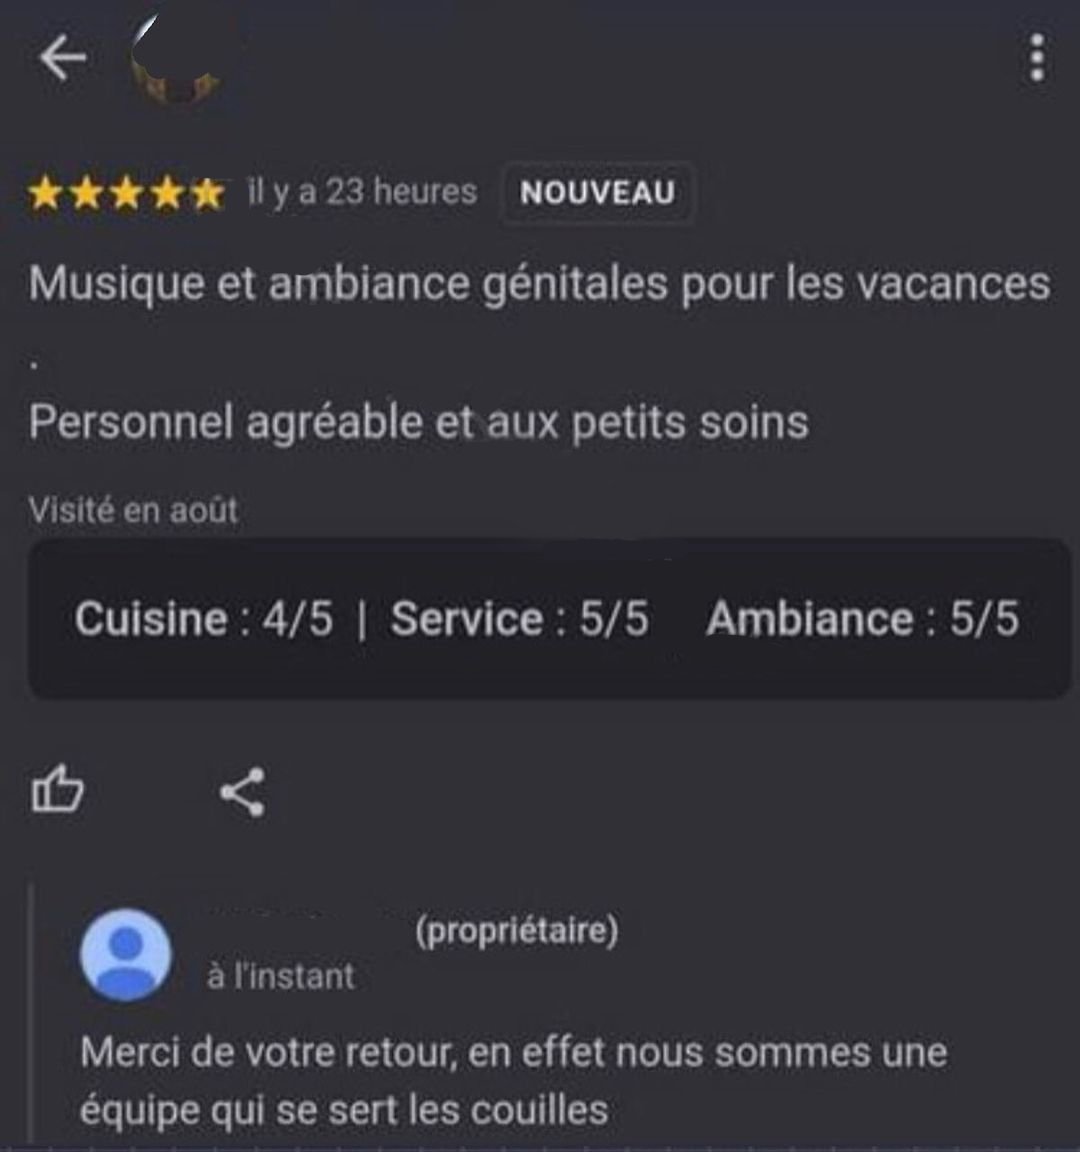 il y a 23 heures NOUVEAU
Musique et ambiance génitales pour les vacances
.
Personnel agréable et aux petits soins
Visité en août
Cuisine : 4/5 | Service : 5/5 Ambiance : 5/5
(propriétaire)
à l'instant
Merci de votre retour, en effet nous sommes une
équipe qui se sert les couilles